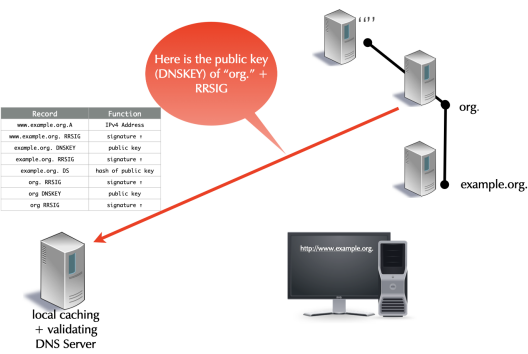 “.”
Here is the public key
(DNSKEY) of “org.” +
RRSIG
org.
example.org.
Record Function
www.example.org.A IPv4 Address
www.example.org. RRSIG signature ↑
example.org. DNSKEY public key
example.org. RRSIG signature ↑
example.org. DS hash of public key
org. RRSIG signature ↑
org DNSKEY public key
org RRSIG signature ↑
http://www.example.org.
local caching
+ validating
DNS Server